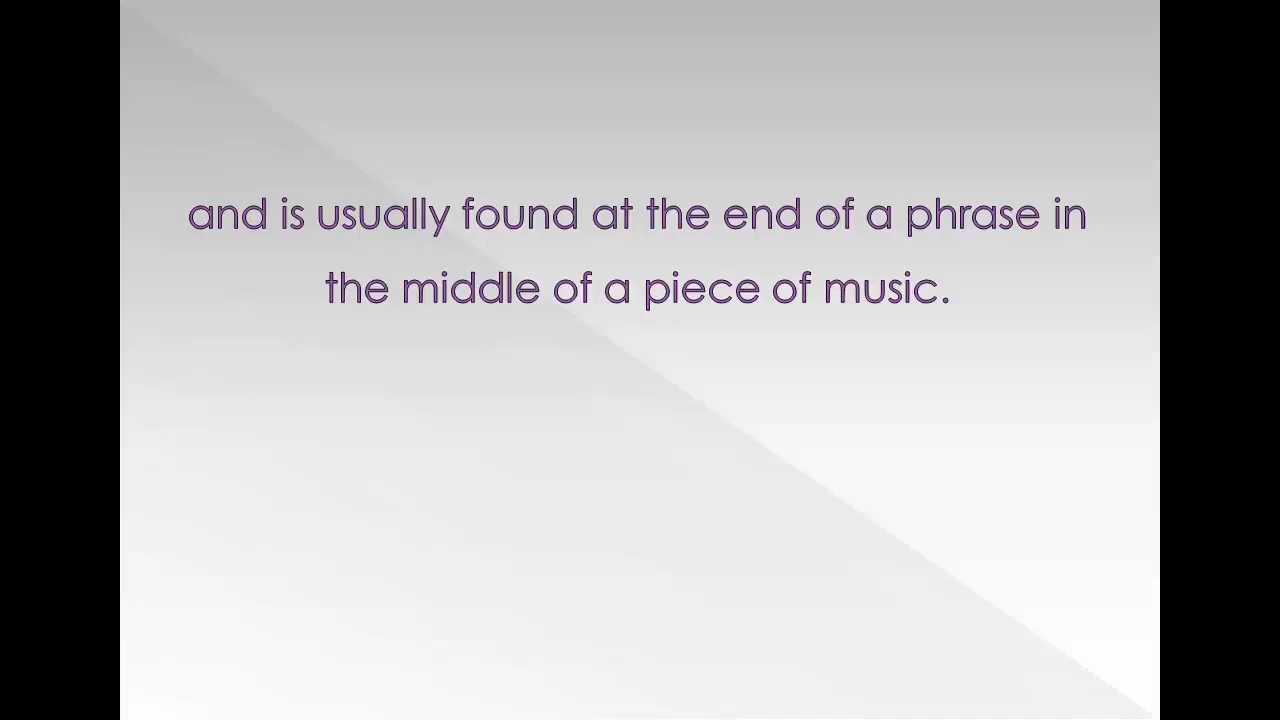 and is usually found at the end of a phrase in
the middle of a piece of music.